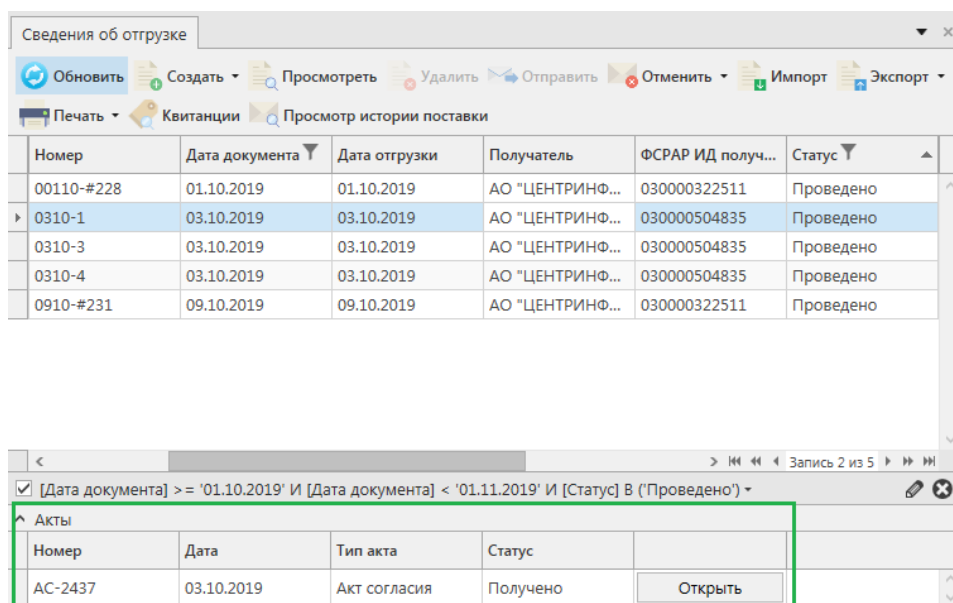 Сведения об отгрузке
Обновить Создать Просмотреть Удалить Отправить Отменить Импорт Экспорт
Печать Квитанции Просмотр истории поставки
Номер Дата документа Дата отгрузки Получатель ФСРАР ИД получ... Статус
00110-#228 01.10.2019 01.10.2019 АО "ЦЕНТРИНФ... 030000322511 Проведено
0310-1 03.10.2019 03.10.2019 АО "ЦЕНТРИНФ... 030000504835 Проведено
0310-3 03.10.2019 03.10.2019 АО "ЦЕНТРИНФ... 030000504835 Проведено
0310-4 03.10.2019 03.10.2019 АО "ЦЕНТРИНФ... 030000504835 Проведено
0910-#231 09.10.2019 09.10.2019 АО "ЦЕНТРИНФ... 030000322511 Проведено
Запись 2 из 5
[Дата документа] >= '01.10.2019' И [Дата документа] < '01.11.2019' И [Статус] В ('Проведено')
Акты
Номер Дата Тип акта Статус
АС-2437 03.10.2019 Акт согласия Получено Открыть